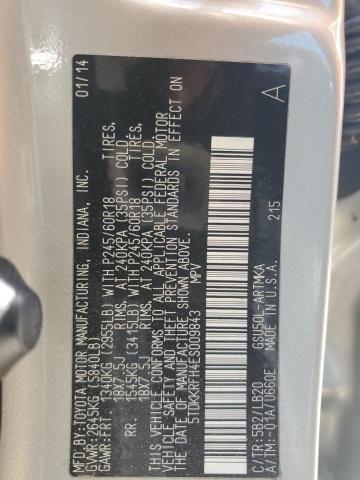 MFD.BY:TOYOTA MOTOR MANUFACTURING, INDIANA, INC. 01/14
GVWR:2645KG(5840LB)
GAWR:FRT. 1340KG (2955LB)WITH P245/60R18 TIRES,
18X7.5J RIMS, AT 240KPA (35PSI) COLD.
RR. 1545KG (3415LB)WITH P245/60R18 TIRES,
18X7.5J RIMS, AT 240KPA (35PSI) COLD.
THIS VEHICLE CONFORMS TO ALL APPLICABLE FEDERAL MOTOR
VEHICLE SAFETY AND THEFT PREVENTION STANDARDS IN EFFECT
ON THE DATE OF MANUFACTURE SHOWN ABOVE.
5TDKKRFH4ES009843 MPV
A
215
C/TR:5B2/LB20 GSU50L-ARTMKA
A/TM:-01A/U660E MADE IN U.S.A.